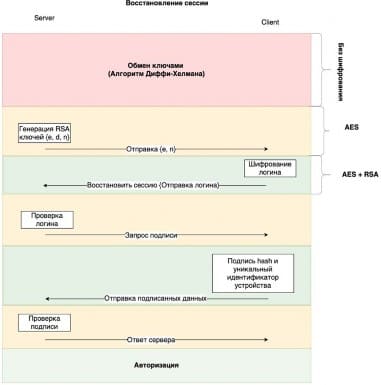 Восстановление сессии
Server
Client
Обмен ключами
(Алгоритм Диффи-Хелмана)
Без шифрования
Генерация RSA
ключей (e, d, n)
AES
Отправка (e, n)
Шифрование
логина
AES + RSA
Восстановить сессию (Отправка логина)
Проверка
логина
Запрос подписи
Подпись hash и
уникальный
идентификатор
устройства
Отправка подписанных данных
Проверка
подписи
Ответ сервера
Авторизация